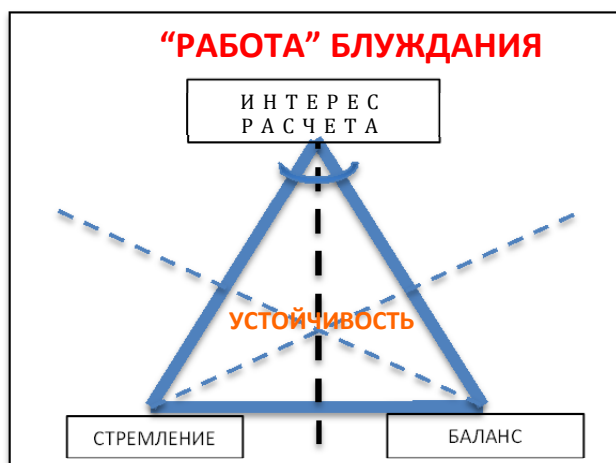 “РАБОТА” БЛУЖДАНИЯ
ИНТЕРЕС
РАСЧЕТА
УСТОЙЧИВОСТЬ
СТРЕМЛЕНИЕ
БАЛАНС